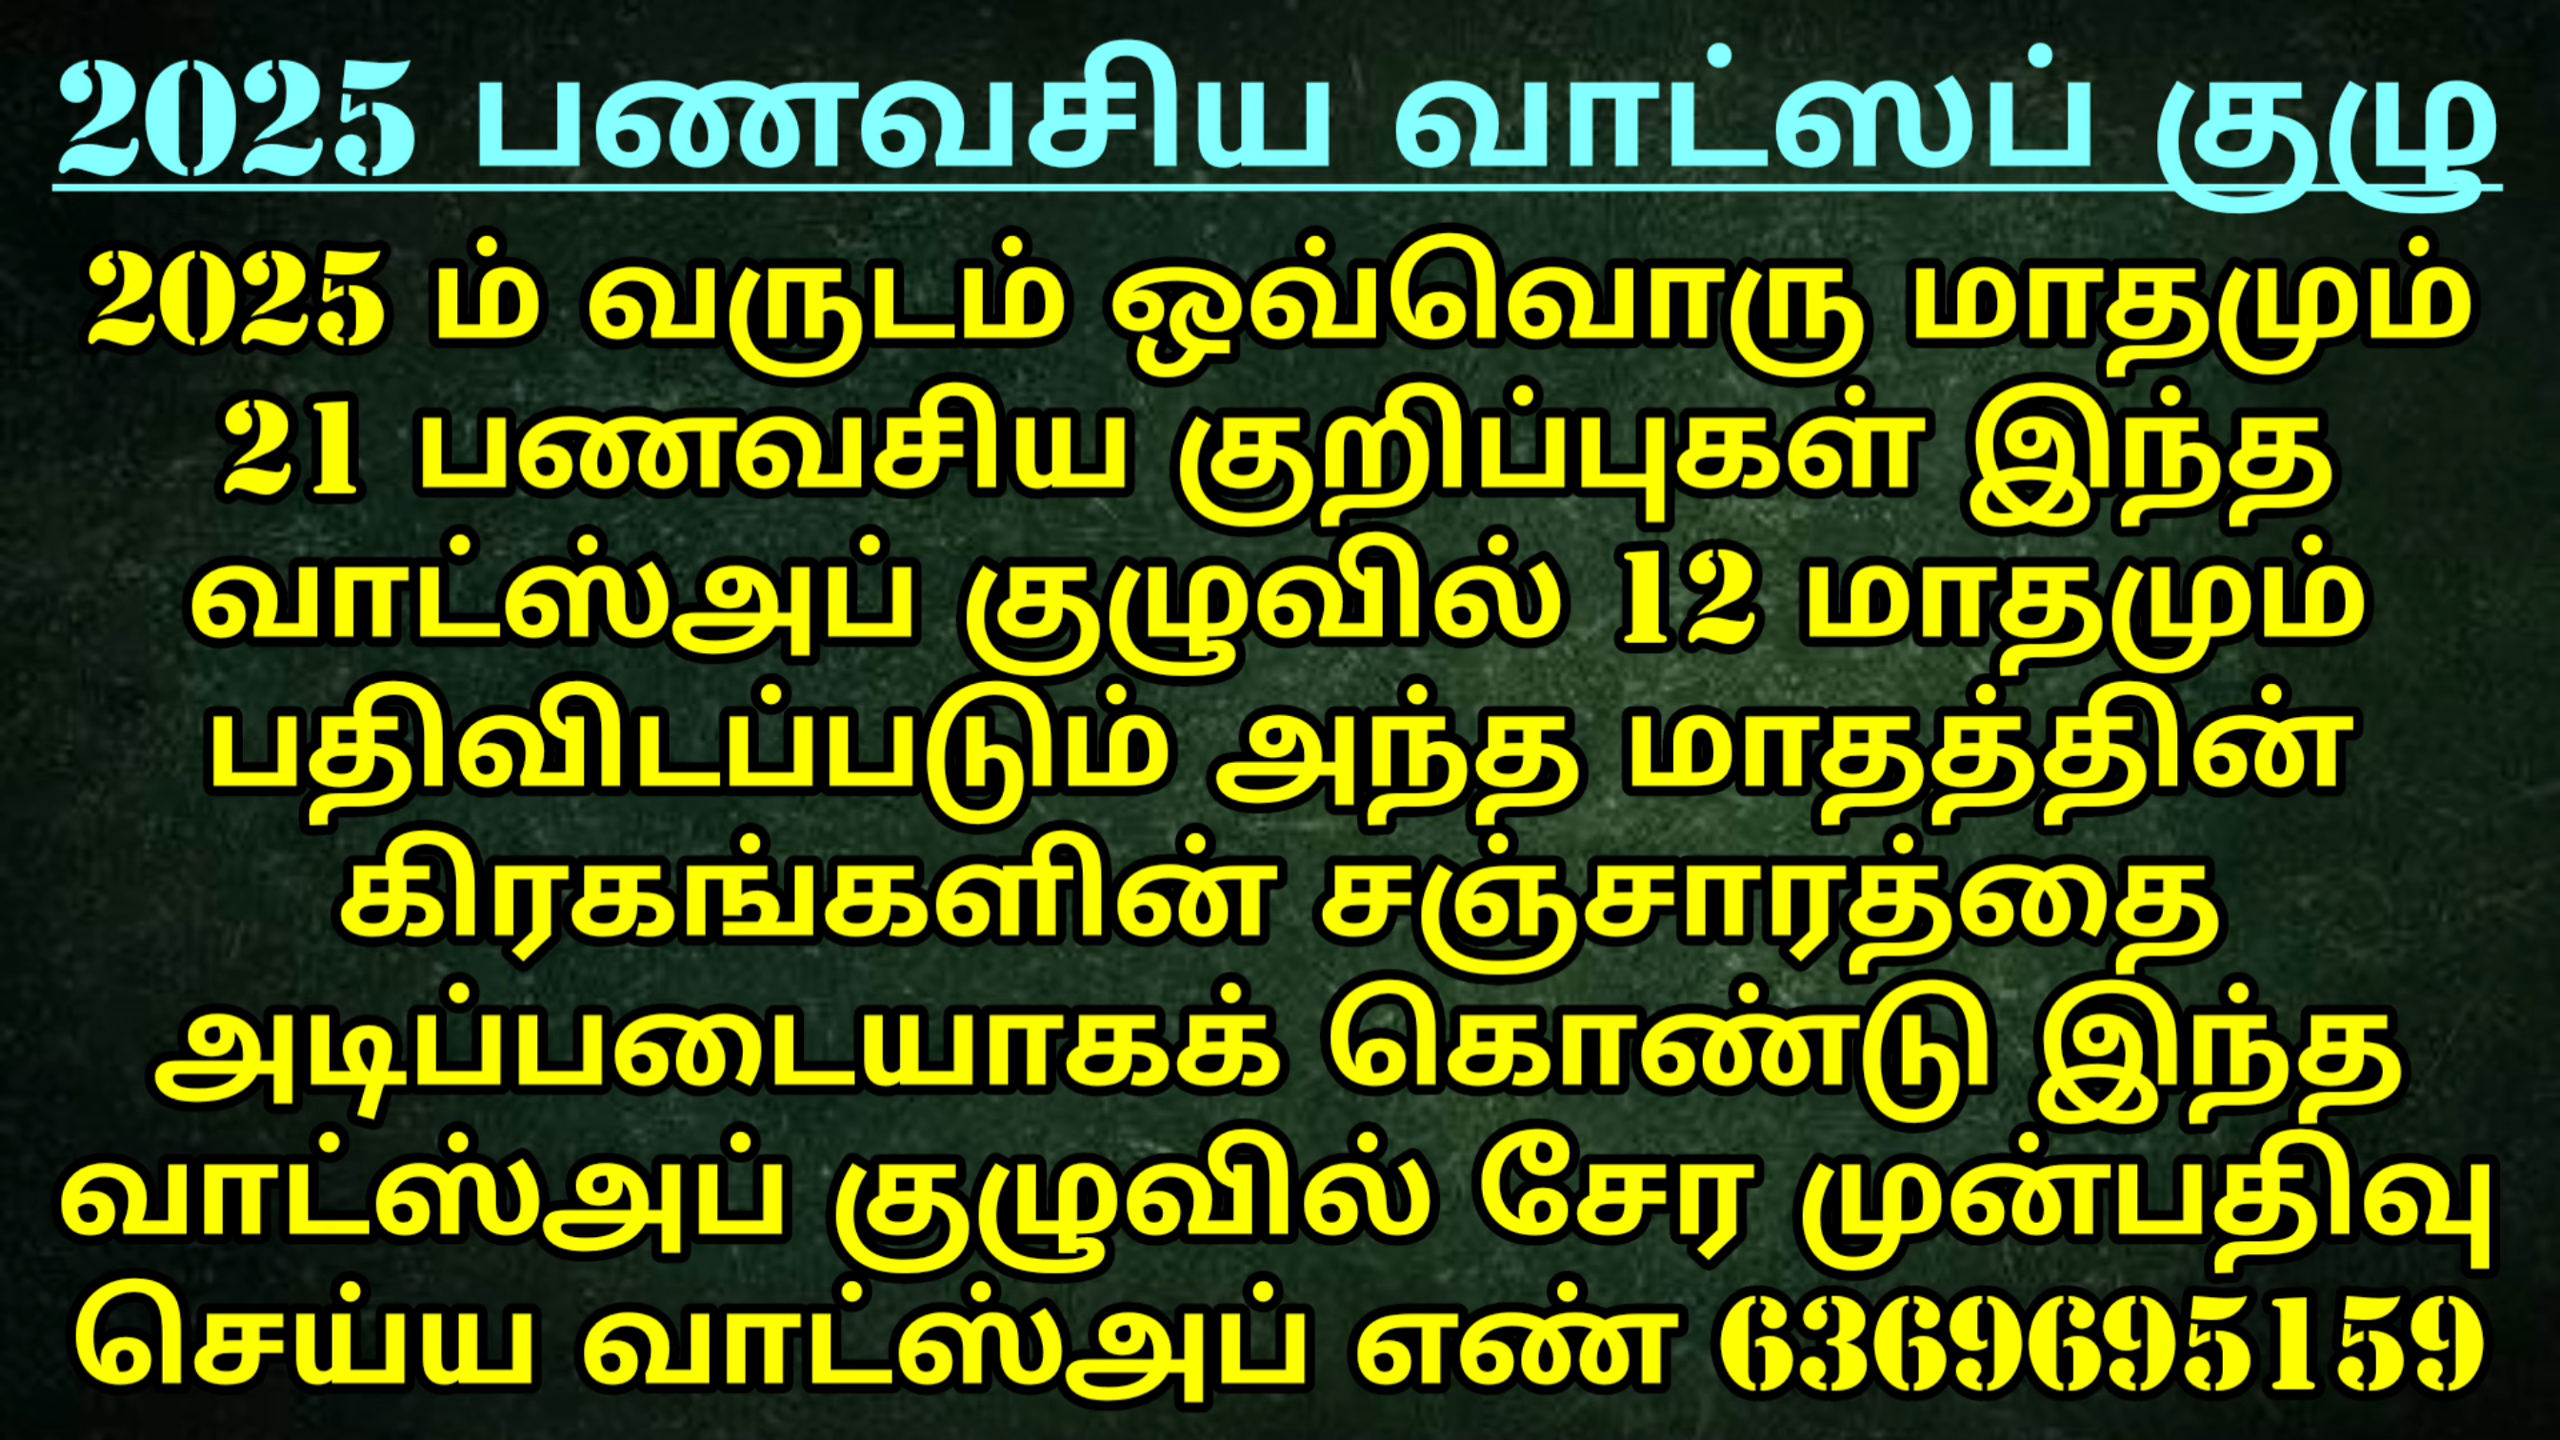 2025 பணவசிய வாட்ஸப் குழு
2025 ம் வருடம் ஒவ்வொரு மாதமும்
21 பணவசிய குறிப்புகள் இந்த
வாட்ஸ்அப் குழுவில் 12 மாதமும்
பதிவிடப்படும் அந்த மாதத்தின்
கிரகங்களின் சஞ்சாரத்தை
அடிப்படையாகக் கொண்டு இந்த
வாட்ஸ்அப் குழுவில் சேர முன்பதிவு
செய்ய வாட்ஸ்அப் எண் 6369695159